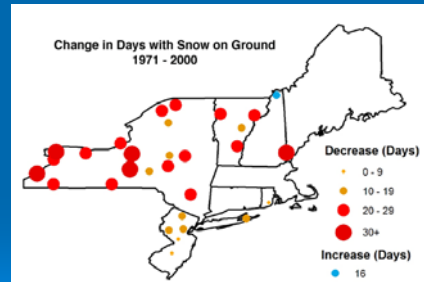 Change in Days with Snow on Ground
1971 - 2000
Decrease (Days)
0 - 9
10 - 19
20 - 29
30+
Increase (Days)
16